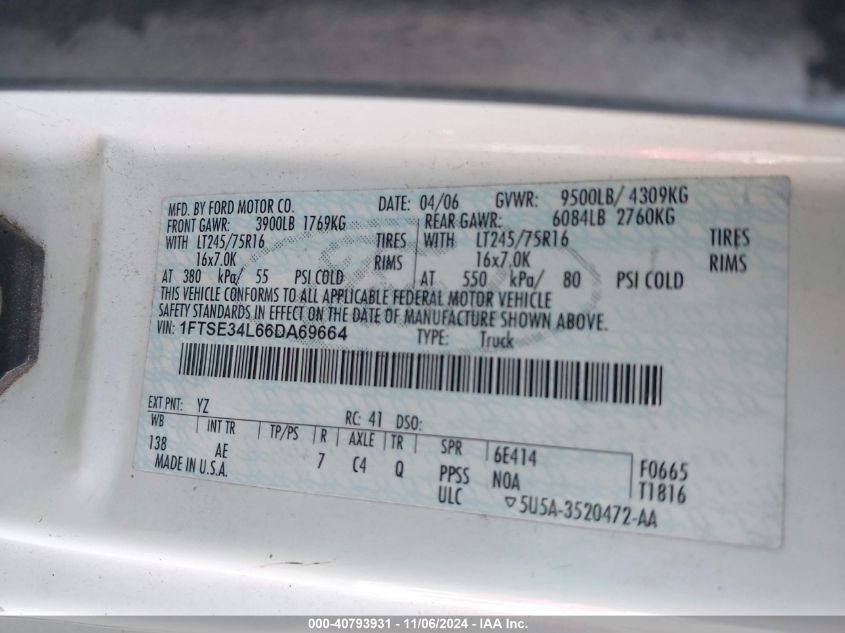 MFD. BY FORD MOTOR CO. DATE: 04/06 GVWR: 9500LB/ 4309KG
FRONT GAWR: 3900LB 1769KG REAR GAWR: 6084LB 2760KG
WITH LT245/75R16 TIRES WITH LT245/75R16 TIRES
16x7.0K RIMS 16x7.0K RIMS
AT 380 kPa/ 55 PSI COLD AT 550 kPa/ 80 PSI COLD
THIS VEHICLE CONFORMS TO ALL APPLICABLE FEDERAL MOTOR VEHICLE
SAFETY STANDARDS IN EFFECT ON THE DATE OF MANUFACTURE SHOWN ABOVE.
VIN: 1FTSE34L66DA69664 TYPE: Truck
EXT PNT: YZ RC: 41 DSO:
WB INT TR TP/PS R AXLE TR SPR 6E414 F0665
138 AE 7 C4 Q PPSS NOA T1816
MADE IN U.S.A. ULC ▽5U5A-3520472-AA
000-40793931 - 11/06/2024 - IAA Inc.